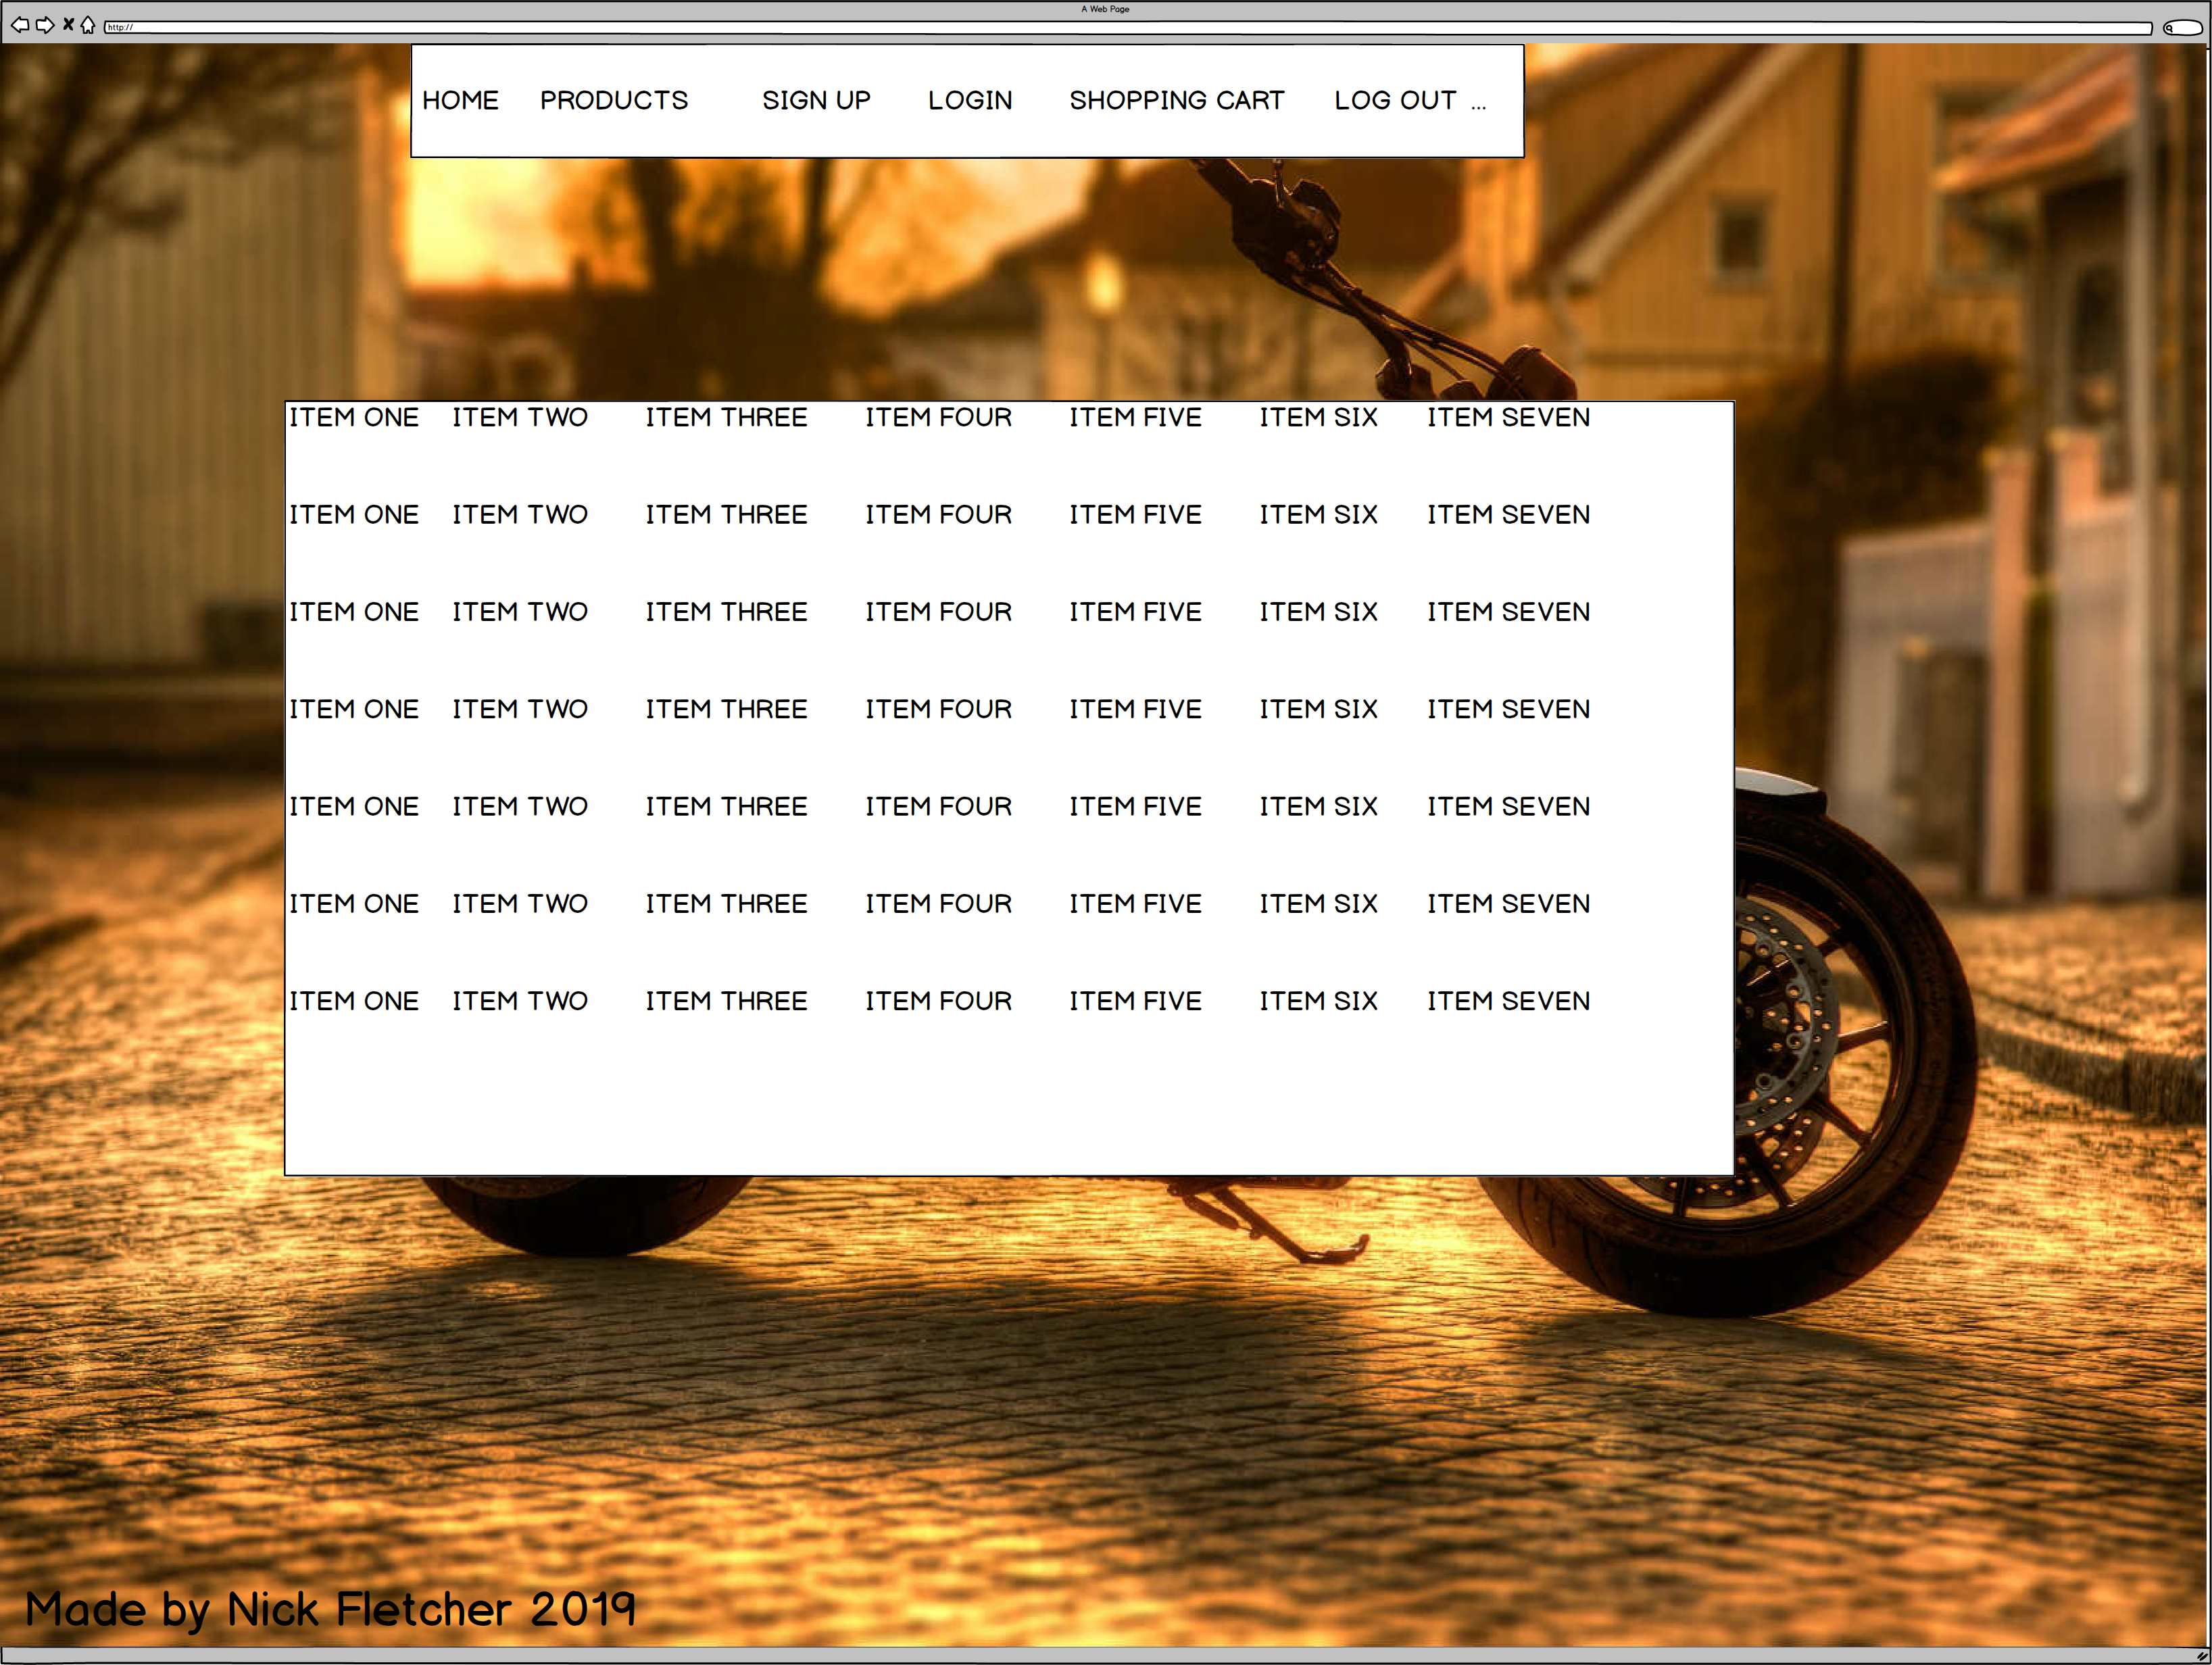 A Web Page
http://
HOME PRODUCTS SIGN UP LOGIN SHOPPING CART LOG OUT ...
ITEM ONE ITEM TWO ITEM THREE ITEM FOUR ITEM FIVE ITEM SIX ITEM SEVEN
ITEM ONE ITEM TWO ITEM THREE ITEM FOUR ITEM FIVE ITEM SIX ITEM SEVEN
ITEM ONE ITEM TWO ITEM THREE ITEM FOUR ITEM FIVE ITEM SIX ITEM SEVEN
ITEM ONE ITEM TWO ITEM THREE ITEM FOUR ITEM FIVE ITEM SIX ITEM SEVEN
ITEM ONE ITEM TWO ITEM THREE ITEM FOUR ITEM FIVE ITEM SIX ITEM SEVEN
ITEM ONE ITEM TWO ITEM THREE ITEM FOUR ITEM FIVE ITEM SIX ITEM SEVEN
ITEM ONE ITEM TWO ITEM THREE ITEM FOUR ITEM FIVE ITEM SIX ITEM SEVEN
Made by Nick Fletcher 2019